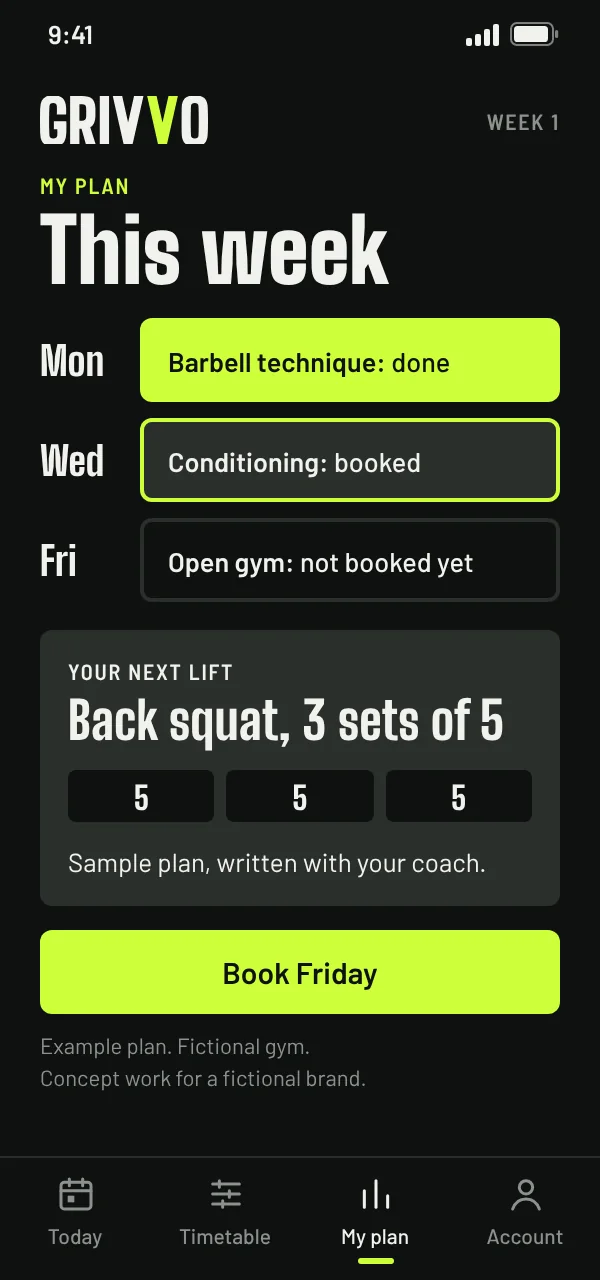 9:41
GRIVVO
WEEK 1
MY PLAN
This week
Mon
Barbell technique: done
Wed
Conditioning: booked
Fri
Open gym: not booked yet
YOUR NEXT LIFT
Back squat, 3 sets of 5
5 5 5
Sample plan, written with your coach.
Book Friday
Example plan. Fictional gym.
Concept work for a fictional brand.
Today Timetable My plan Account